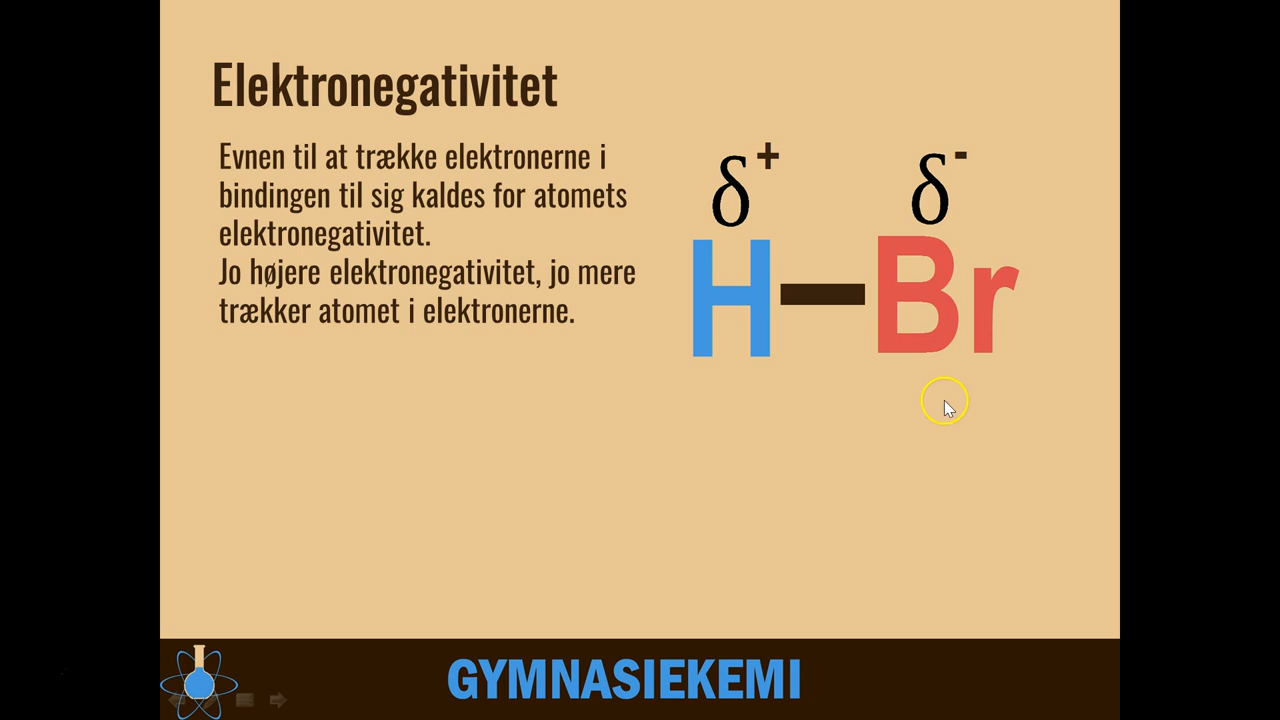 Elektronegativitet
Evnen til at trække elektronerne i
bindingen til sig kaldes for atomets
elektronegativitet.
Jo højere elektronegativitet, jo mere
trækker atomet i elektronerne.
δ+ δ-
H—Br
GYMNASIEKEMI